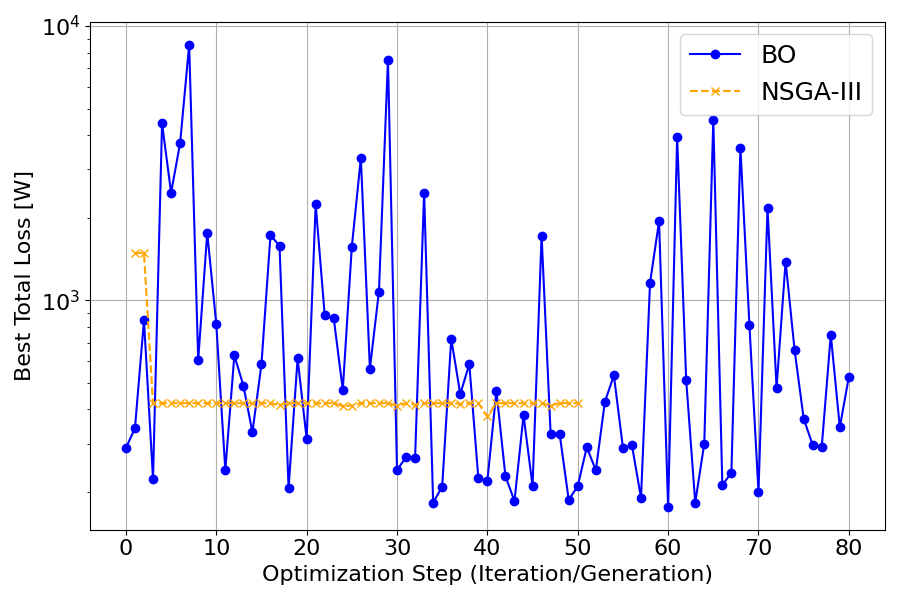 10⁴
10³
Best Total Loss [W]
BO
NSGA-III
0 10 20 30 40 50 60 70 80
Optimization Step (Iteration/Generation)